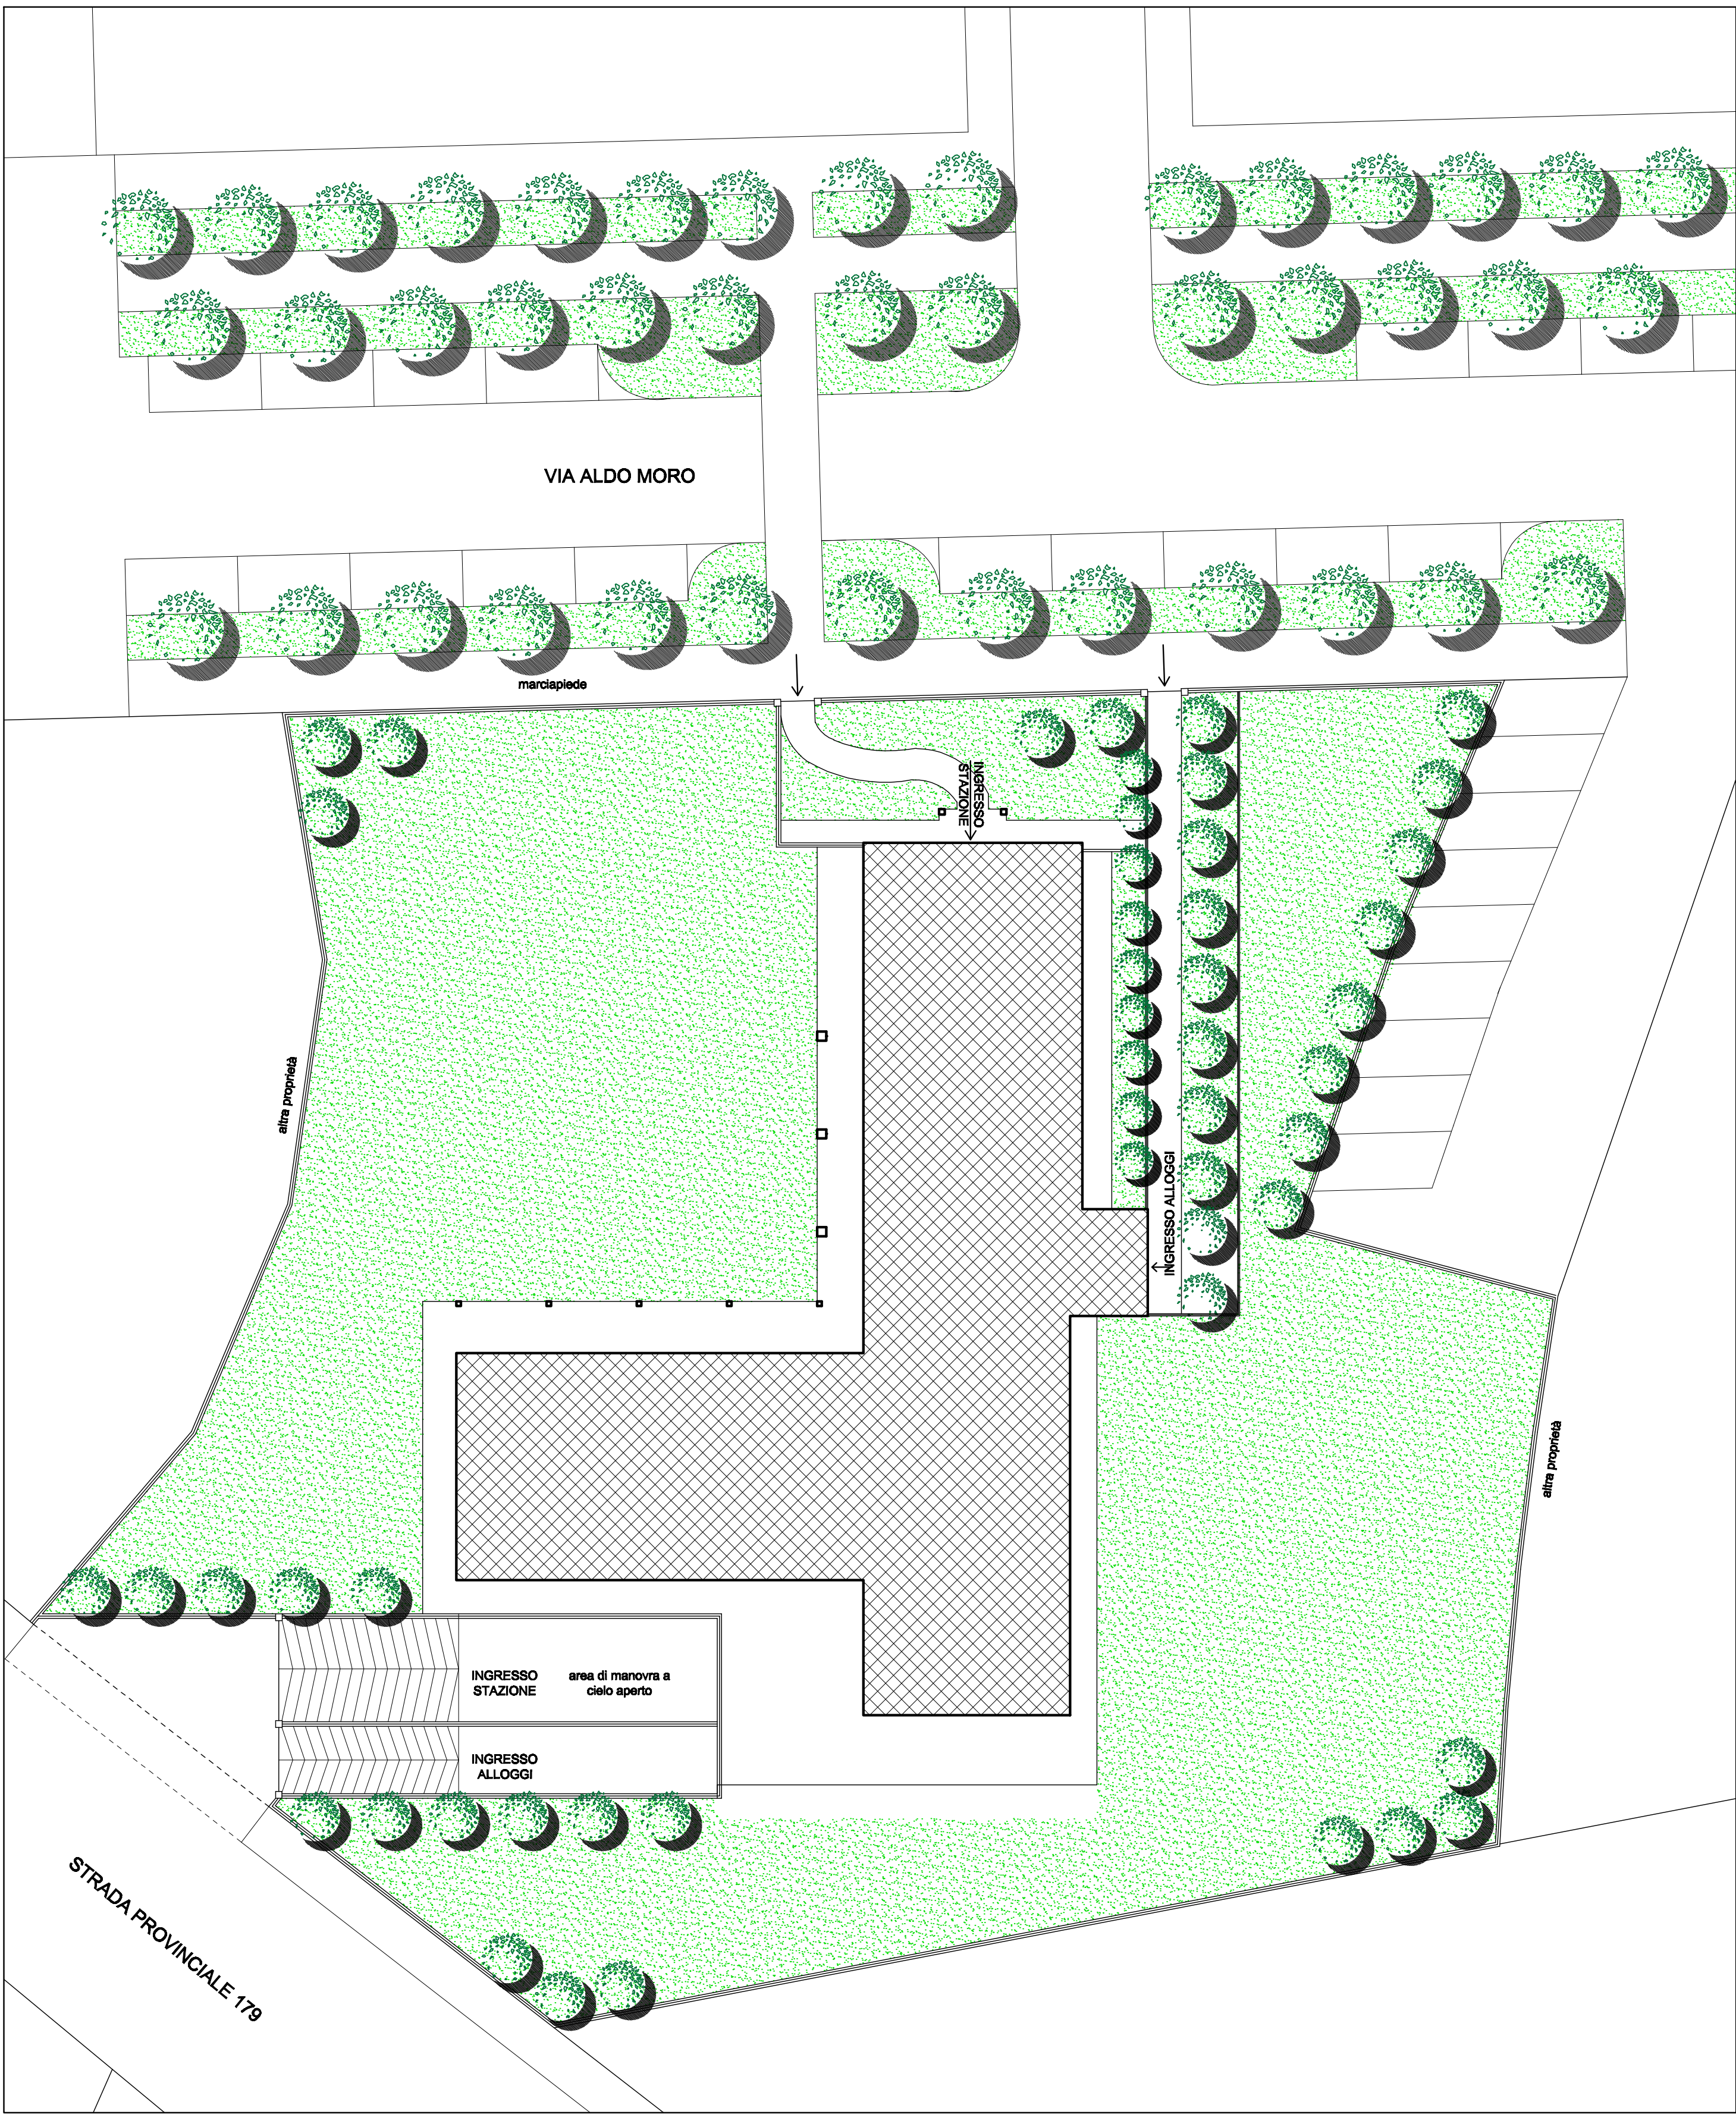 VIA ALDO MORO
marciapiede
INGRESSO
STAZIONE
altra proprietà
INGRESSO ALLOGGI
altra proprietà
INGRESSO
STAZIONE
area di manovra a
cielo aperto
INGRESSO
ALLOGGI
STRADA PROVINCIALE 179